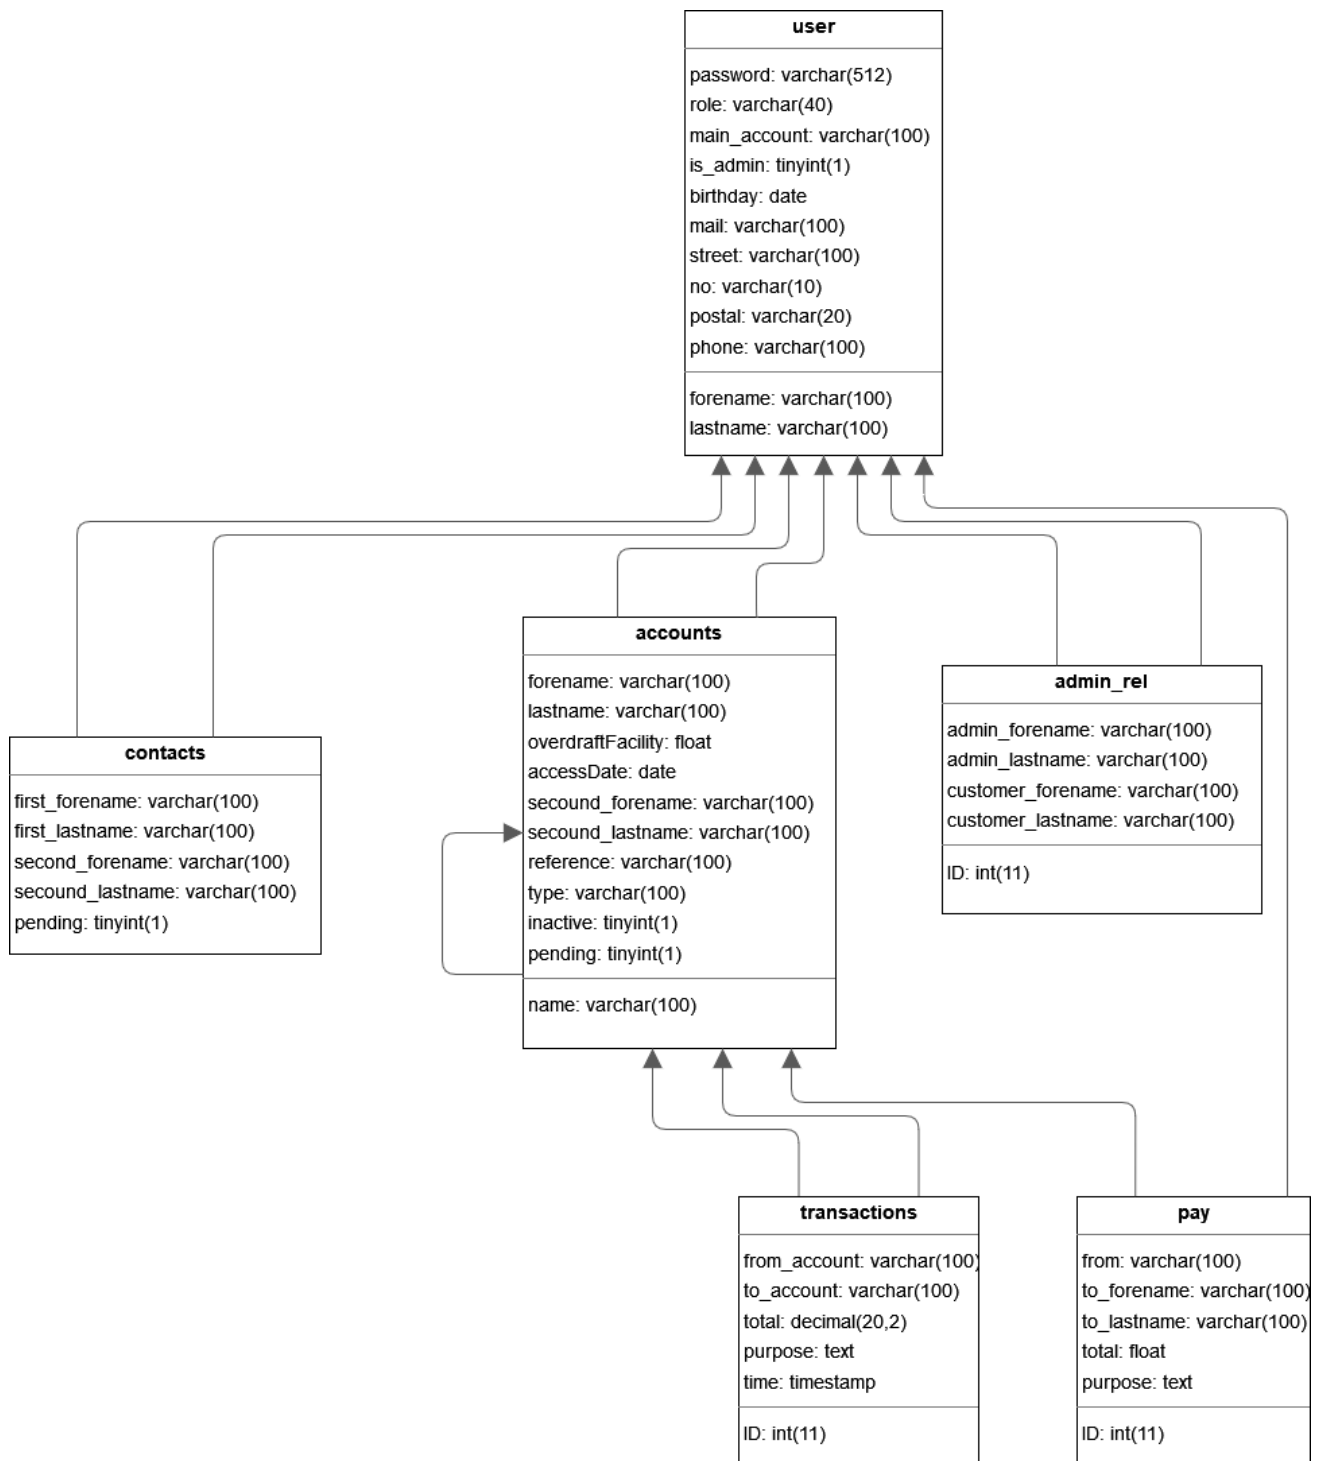 user
password: varchar(512)
role: varchar(40)
main_account: varchar(100)
is_admin: tinyint(1)
birthday: date
mail: varchar(100)
street: varchar(100)
no: varchar(10)
postal: varchar(20)
phone: varchar(100)
forename: varchar(100)
lastname: varchar(100)
accounts
forename: varchar(100)
lastname: varchar(100)
overdraftFacility: float
accessDate: date
secound_forename: varchar(100)
secound_lastname: varchar(100)
reference: varchar(100)
type: varchar(100)
inactive: tinyint(1)
pending: tinyint(1)
name: varchar(100)
admin_rel
admin_forename: varchar(100)
admin_lastname: varchar(100)
customer_forename: varchar(100)
customer_lastname: varchar(100)
ID: int(11)
contacts
first_forename: varchar(100)
first_lastname: varchar(100)
second_forename: varchar(100)
secound_lastname: varchar(100)
pending: tinyint(1)
transactions
from_account: varchar(100)
to_account: varchar(100)
total: decimal(20,2)
purpose: text
time: timestamp
ID: int(11)
pay
from: varchar(100)
to_forename: varchar(100)
to_lastname: varchar(100)
total: float
purpose: text
ID: int(11)